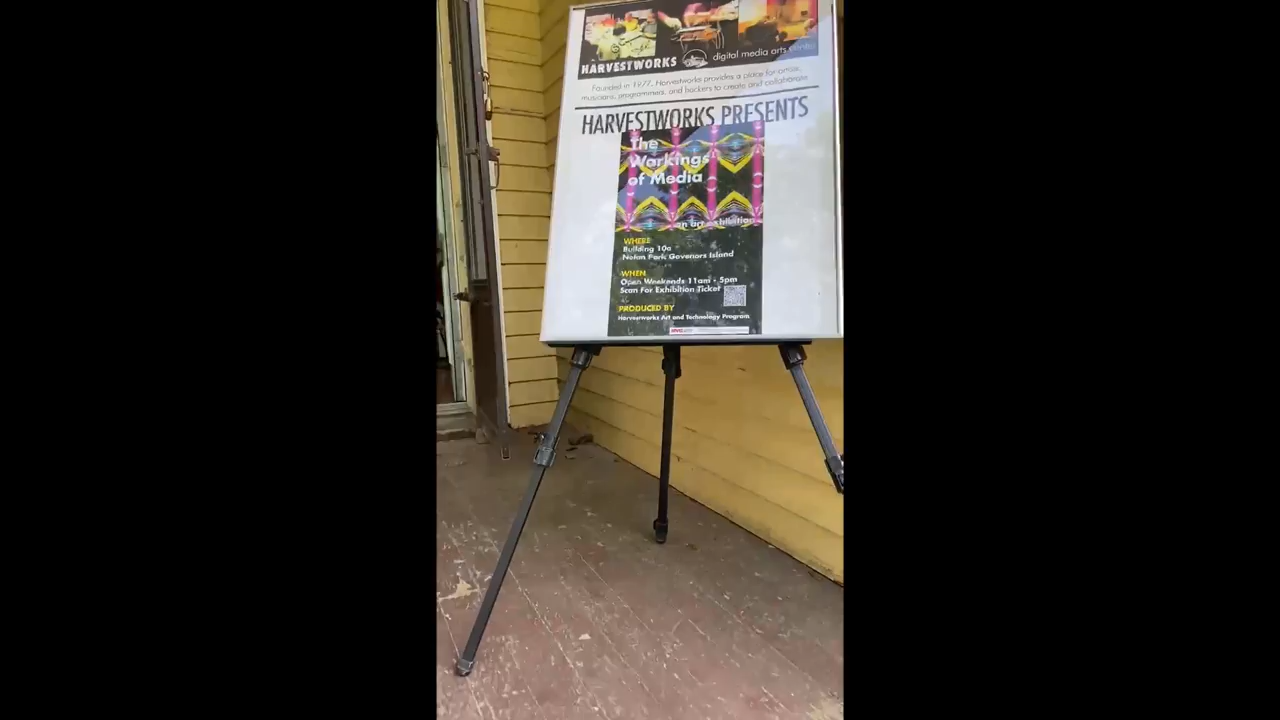 HARVESTWORKS digital media arts center
Founded in 1977, Harvestworks provides a place for artists,
musicians, programmers, and hackers to create and collaborate
HARVESTWORKS PRESENTS
The
Workings
of Media
an art exhibition
WHERE
Building 10a
Nolan Park Govenors Island
WHEN
Open Weekends 11am - 5pm
Scan For Exhibition Ticket
PRODUCED BY
Harvestworks Art and Technology Program